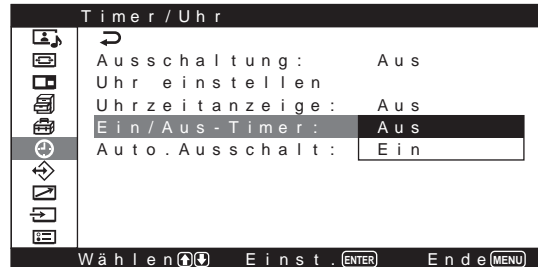 Timer/Uhr
Ausschaltung: Aus
Uhr einstellen
Uhrzeitanzeige: Aus
Ein/Aus-Timer: Aus
Auto.Ausschalt: Ein
Wählen Einst. ENTER Ende MENU